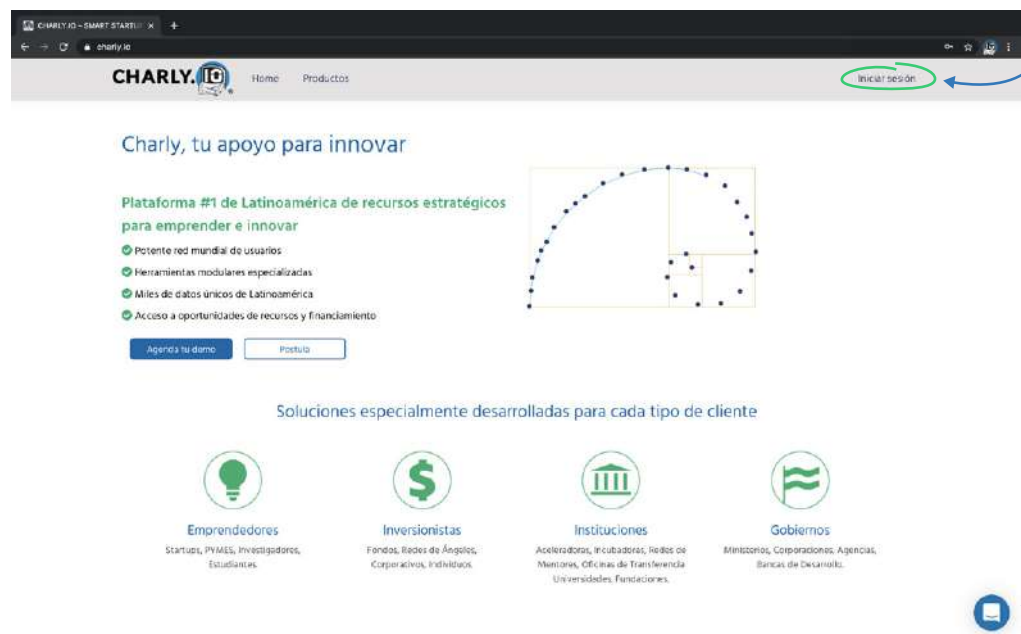 CHARLY.IO - SMART STARTUP
charly.io
CHARLY.IO
Home
Productos
Iniciar sesión
Charly, tu apoyo para innovar
Plataforma #1 de Latinoamérica de recursos estratégicos
para emprender e innovar
Potente red mundial de usuarios
Herramientas modulares especializadas
Miles de datos únicos de Latinoamérica
Acceso a oportunidades de recursos y financiamiento
Agenda tu demo
Postula
Soluciones especialmente desarrolladas para cada tipo de cliente
Emprendedores
Startups, PYMES, Investigadores,
Estudiantes.
Inversionistas
Fondos, Redes de Ángeles,
Corporativos, Individuos.
Instituciones
Aceleradoras, Incubadoras, Redes de
Mentores, Oficinas de Transferencia
Universidades, Fundaciones.
Gobiernos
Ministerios, Corporaciones, Agencias,
Bancas de Desarrollo.